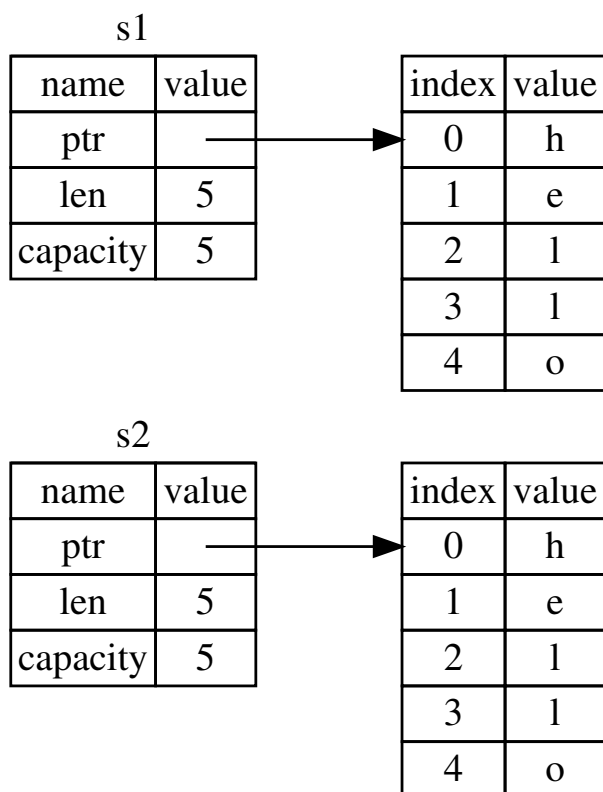 s1
name value
ptr
len 5
capacity 5
index value
0 h
1 e
2 l
3 l
4 o
s2
name value
ptr
len 5
capacity 5
index value
0 h
1 e
2 l
3 l
4 o